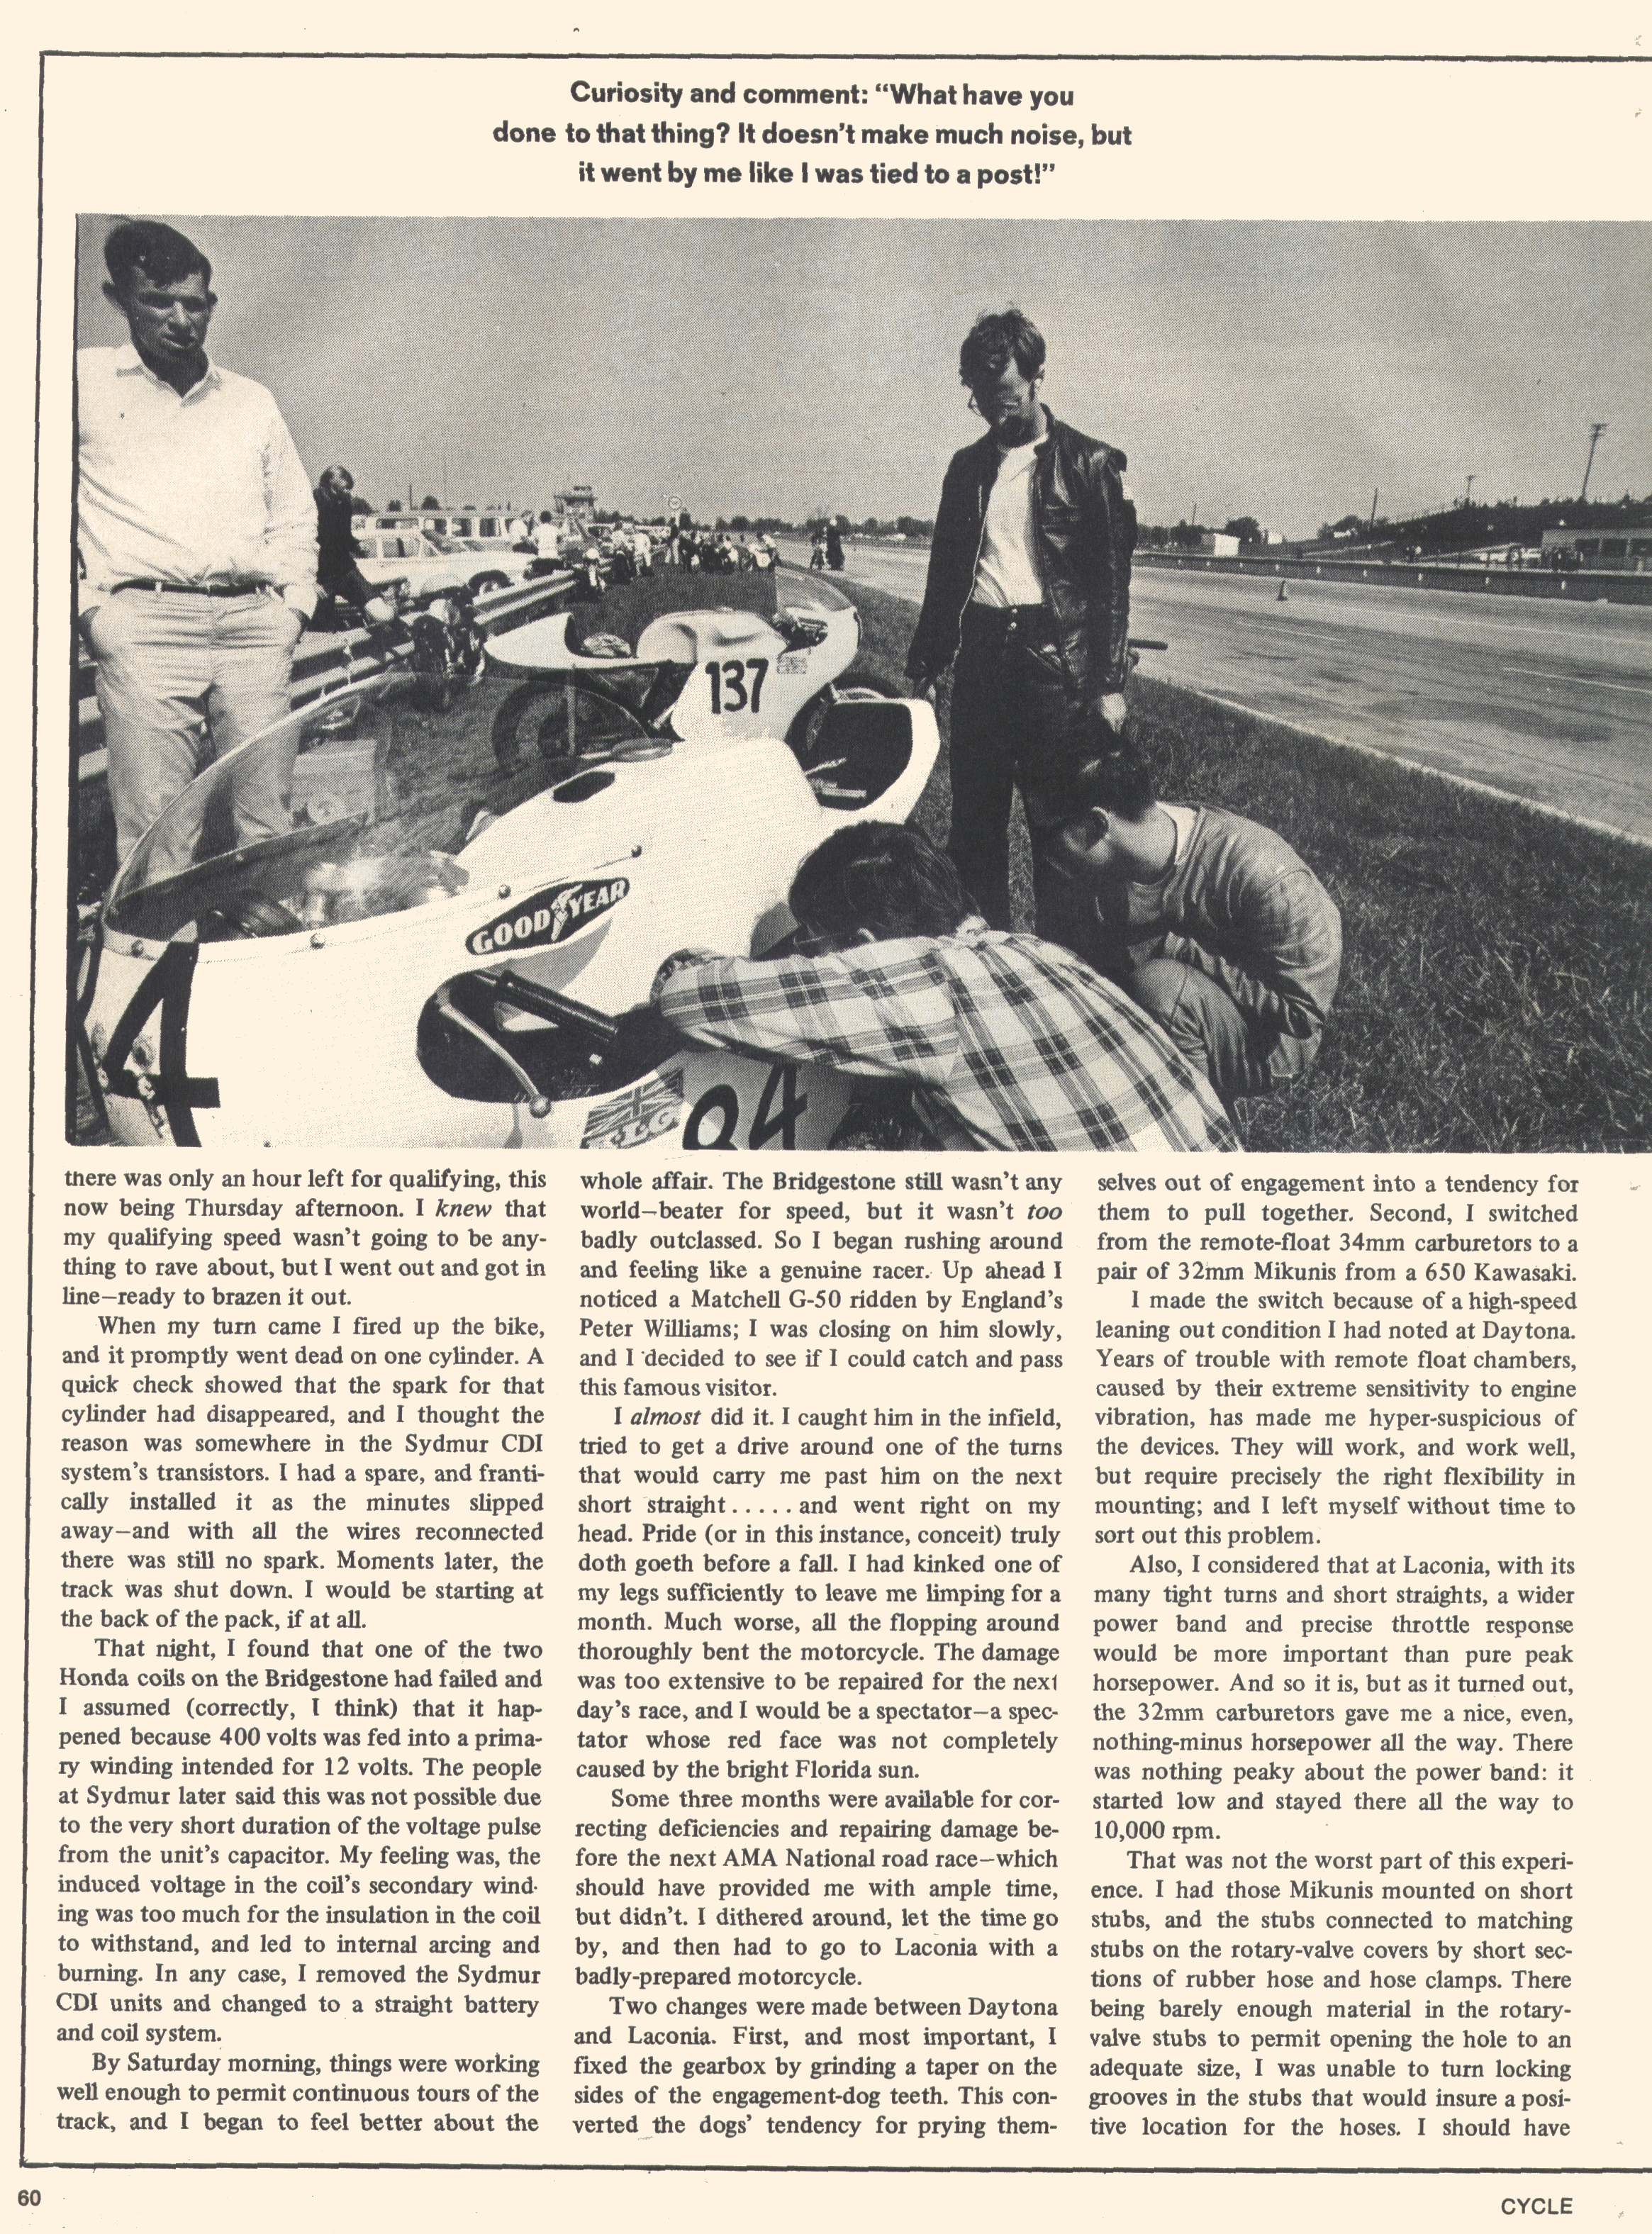 Curiosity and comment: “What have you
done to that thing? It doesn't make much noise, but
it went by me like I was tied to a post!”
137
GOODYEAR
4
84
there was only an hour left for qualifying, this
now being Thursday afternoon. I knew that
my qualifying speed wasn't going to be any-
thing to rave about, but I went out and got in
line—ready to brazen it out.
When my turn came I fired up the bike,
and it promptly went dead on one cylinder. A
quick check showed that the spark for that
cylinder had disappeared, and I thought the
reason was somewhere in the Sydmur CDI
system's transistors. I had a spare, and franti-
cally installed it as the minutes slipped
away—and with all the wires reconnected
there was still no spark. Moments later, the
track was shut down. I would be starting at
the back of the pack, if at all.
That night, I found that one of the two
Honda coils on the Bridgestone had failed and
I assumed (correctly, I think) that it hap-
pened because 400 volts was fed into a prima-
ry winding intended for 12 volts. The people
at Sydmur later said this was not possible due
to the very short duration of the voltage pulse
from the unit's capacitor. My feeling was, the
induced voltage in the coil's secondary wind-
ing was too much for the insulation in the coil
to withstand, and led to internal arcing and
burning. In any case, I removed the Sydmur
CDI units and changed to a straight battery
and coil system.
By Saturday morning, things were working
well enough to permit continuous tours of the
track, and I began to feel better about the
whole affair. The Bridgestone still wasn't any
world—beater for speed, but it wasn't too
badly outclassed. So I began rushing around
and feeling like a genuine racer. Up ahead I
noticed a Matchell G-50 ridden by England's
Peter Williams; I was closing on him slowly,
and I decided to see if I could catch and pass
this famous visitor.
I almost did it. I caught him in the infield,
tried to get a drive around one of the turns
that would carry me past him on the next
short straight.....and went right on my
head. Pride (or in this instance, conceit) truly
doth goeth before a fall. I had kinked one of
my legs sufficiently to leave me limping for a
month. Much worse, all the flopping around
thoroughly bent the motorcycle. The damage
was too extensive to be repaired for the next
day's race, and I would be a spectator—a spec-
tator whose red face was not completely
caused by the bright Florida sun.
Some three months were available for cor-
recting deficiencies and repairing damage be-
fore the next AMA National road race—which
should have provided me with ample time,
but didn't. I dithered around, let the time go
by, and then had to go to Laconia with a
badly-prepared motorcycle.
Two changes were made between Daytona
and Laconia. First, and most important, I
fixed the gearbox by grinding a taper on the
sides of the engagement-dog teeth. This con-
verted the dogs' tendency for prying them-
selves out of engagement into a tendency for
them to pull together. Second, I switched
from the remote-float 34mm carburetors to a
pair of 32mm Mikunis from a 650 Kawasaki.
I made the switch because of a high-speed
leaning out condition I had noted at Daytona.
Years of trouble with remote float chambers,
caused by their extreme sensitivity to engine
vibration, has made me hyper-suspicious of
the devices. They will work, and work well,
but require precisely the right flexibility in
mounting; and I left myself without time to
sort out this problem.
Also, I considered that at Laconia, with its
many tight turns and short straights, a wider
power band and precise throttle response
would be more important than pure peak
horsepower. And so it is, but as it turned out,
the 32mm carburetors gave me a nice, even,
nothing-minus horsepower all the way. There
was nothing peaky about the power band: it
started low and stayed there all the way to
10,000 rpm.
That was not the worst part of this experi-
ence. I had those Mikunis mounted on short
stubs, and the stubs connected to matching
stubs on the rotary-valve covers by short sec-
tions of rubber hose and hose clamps. There
being barely enough material in the rotary-
valve stubs to permit opening the hole to an
adequate size, I was unable to turn locking
grooves in the stubs that would insure a posi-
tive location for the hoses. I should have
60
CYCLE